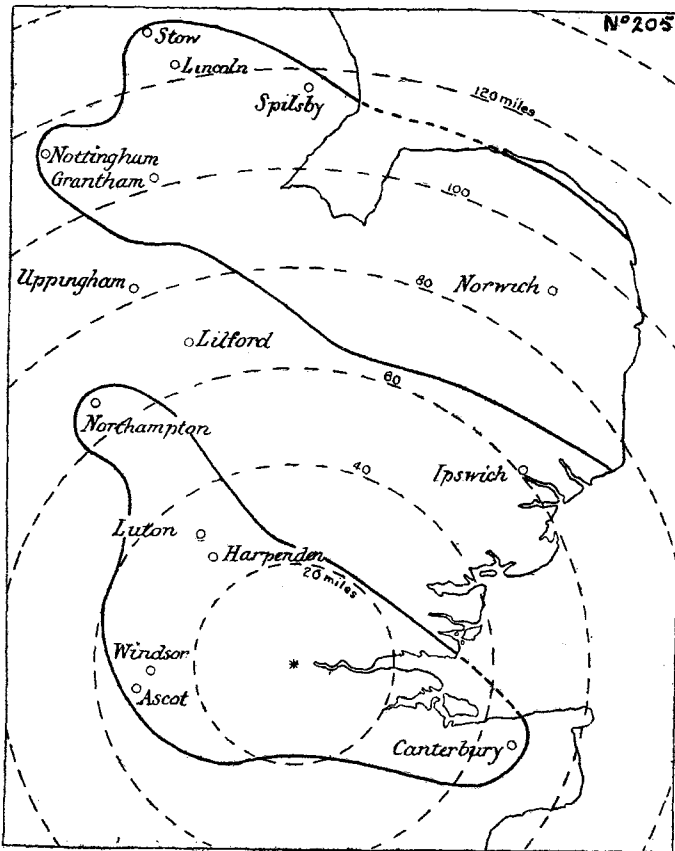 Nº205
Stow
Lincoln
Spilsby
120 miles
Nottingham
Grantham
100
Uppingham
80
Norwich
Lilford
60
Northampton
40
Ipswich
Luton
Harpenden
20 miles
Windsor
Ascot
Canterbury